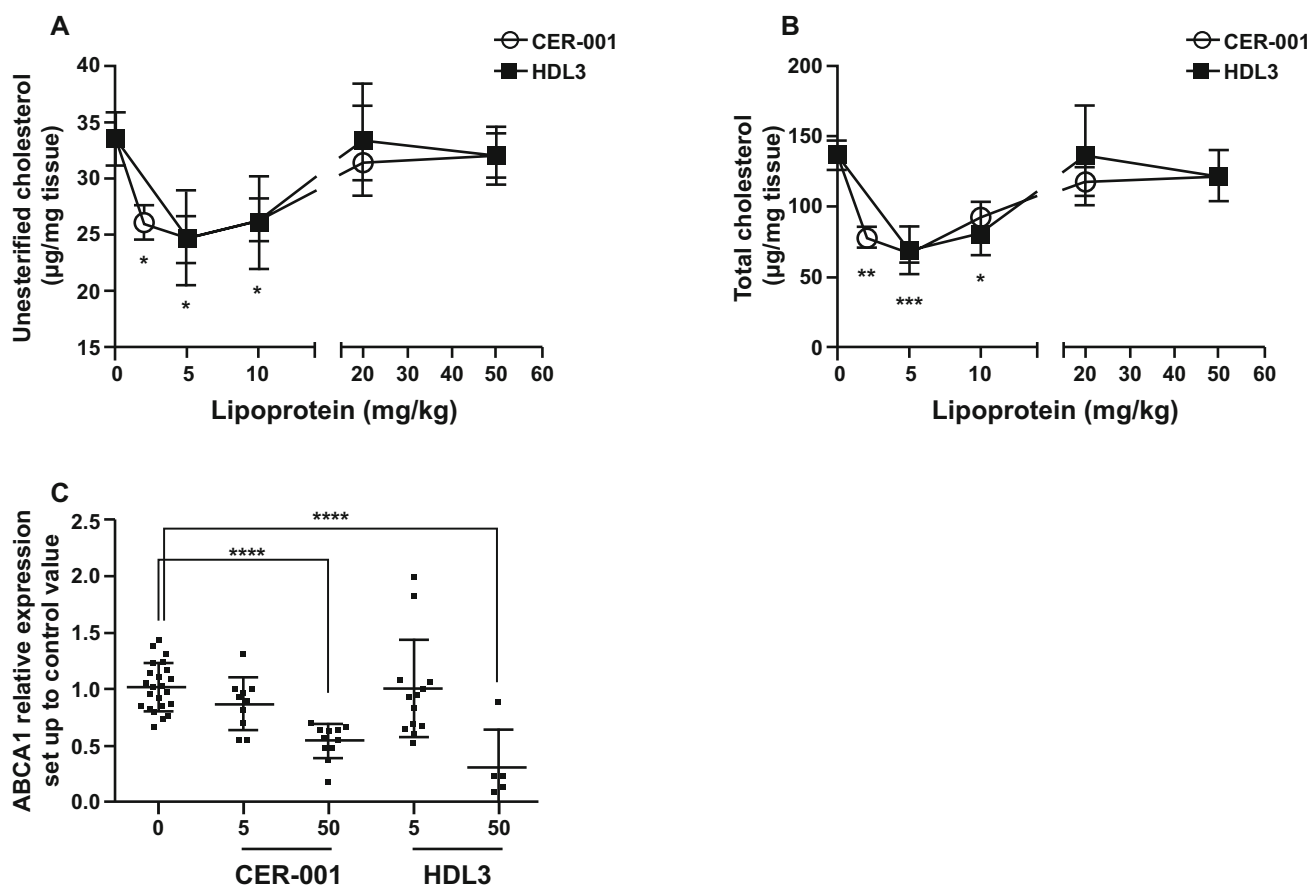 A
CER-001
HDL3
Unesterified cholesterol
(µg/mg tissue)
40
35
30
25
20
15
*
*
*
0 5 10 20 30 40 50 60
Lipoprotein (mg/kg)
B
CER-001
HDL3
Total cholesterol
(µg/mg tissue)
200
150
100
50
0
**
***
*
0 5 10 20 30 40 50 60
Lipoprotein (mg/kg)
C
ABCA1 relative expression
set up to control value
2.5
2.0
1.5
1.0
0.5
0.0
****
****
0 5 50 5 50
CER-001 HDL3